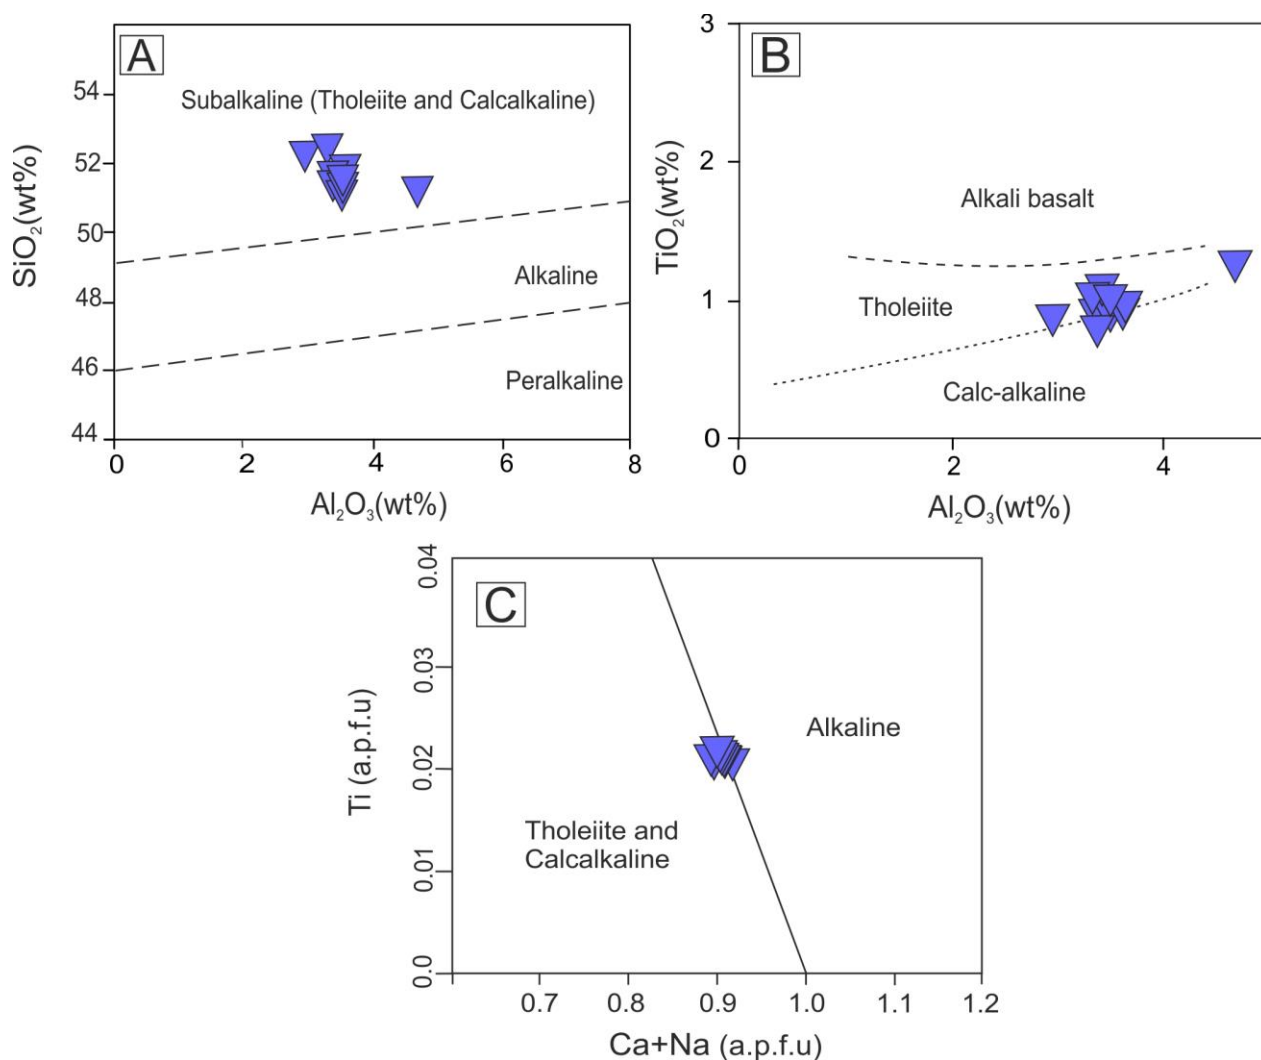 A
Subalkaline (Tholeiite and Calcalkaline)
54
52
50
48
46
44
SiO₂(wt%)
Alkaline
Peralkaline
0
2
4
6
8
Al₂O₃(wt%)
B
3
2
1
0
TiO₂(wt%)
Alkali basalt
Tholeiite
Calc-alkaline
0
2
4
Al₂O₃(wt%)
C
0.04
0.03
0.02
0.01
0.0
Ti (a.p.f.u)
Alkaline
Tholeiite and
Calcalkaline
0.7
0.8
0.9
1.0
1.1
1.2
Ca+Na (a.p.f.u)